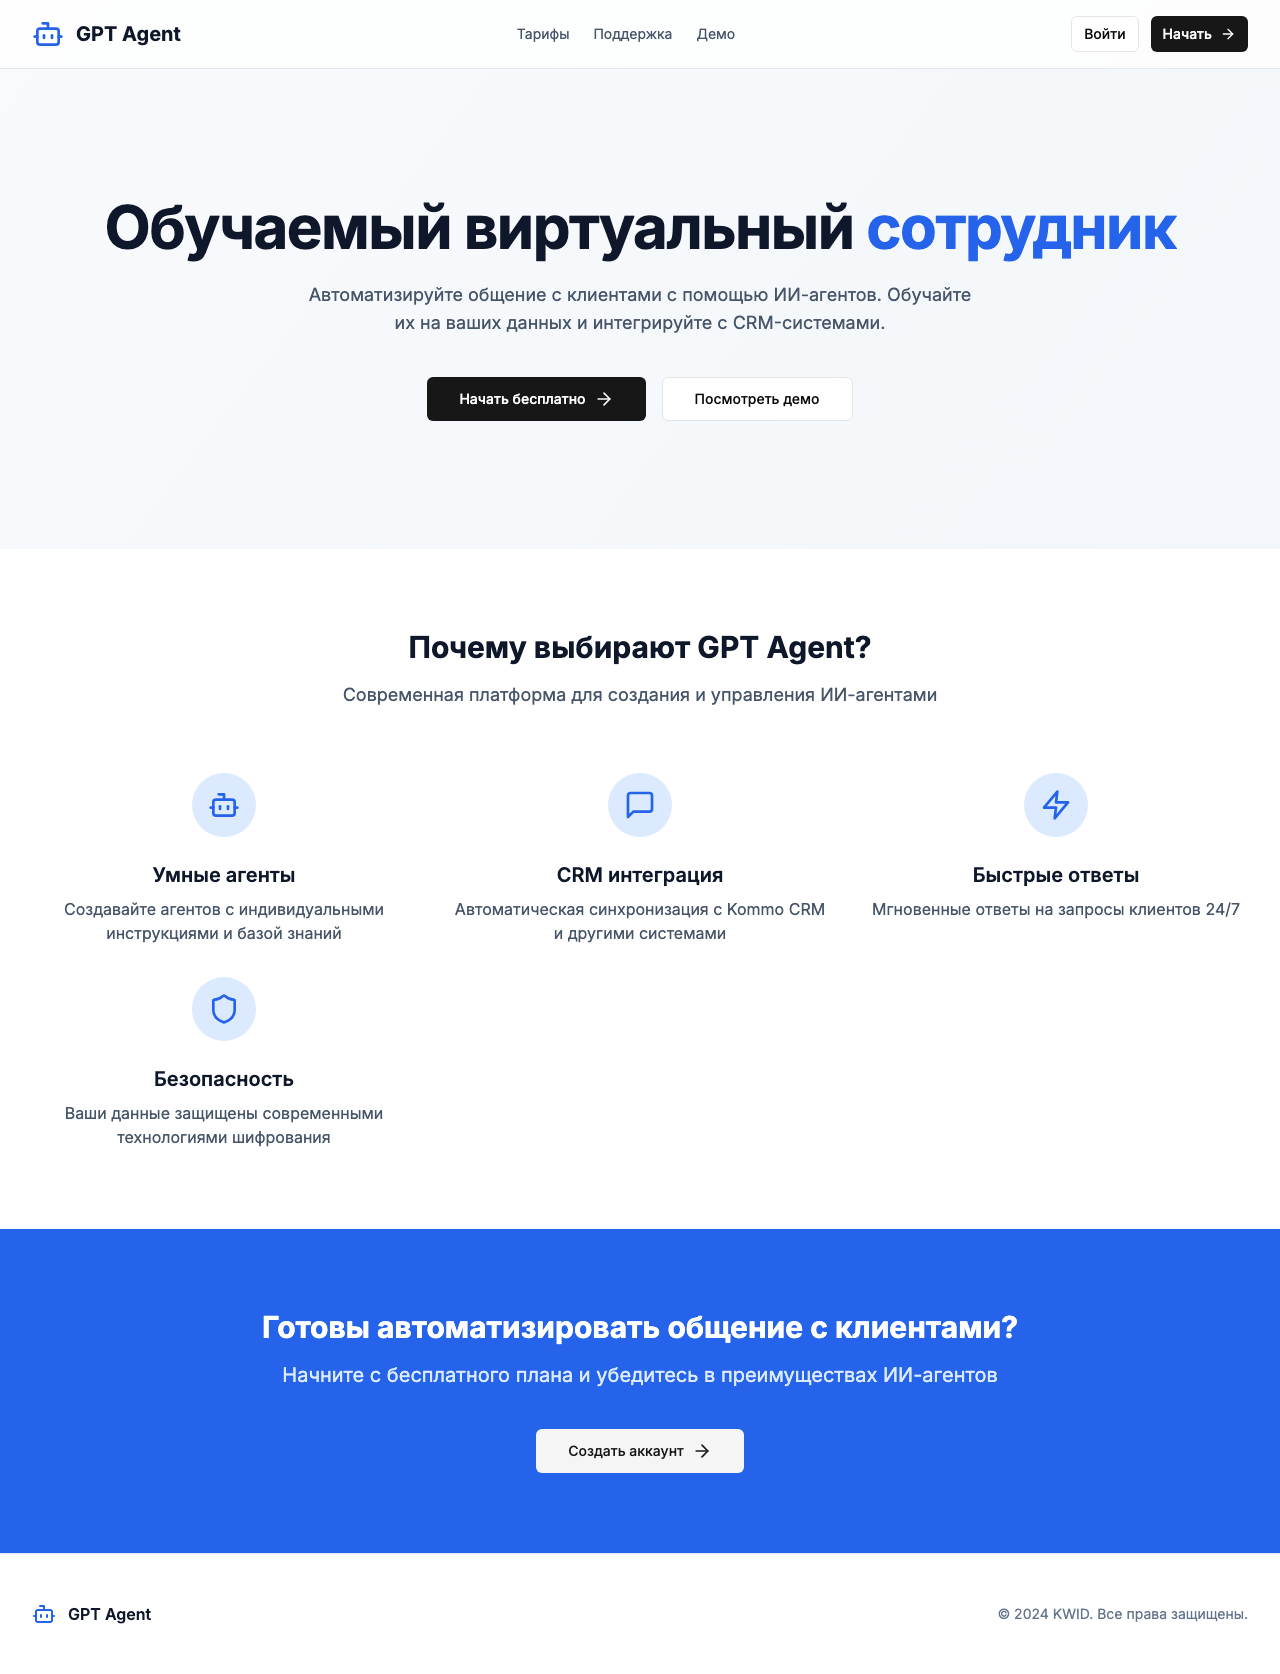 GPT Agent
Тарифы
Поддержка
Демо
Войти
Начать
Обучаемый виртуальный сотрудник
Автоматизируйте общение с клиентами с помощью ИИ-агентов. Обучайте
их на ваших данных и интегрируйте с CRM-системами.
Начать бесплатно
Посмотреть демо
Почему выбирают GPT Agent?
Современная платформа для создания и управления ИИ-агентами
Умные агенты
Создавайте агентов с индивидуальными
инструкциями и базой знаний
CRM интеграция
Автоматическая синхронизация с Kommo CRM
и другими системами
Быстрые ответы
Мгновенные ответы на запросы клиентов 24/7
Безопасность
Ваши данные защищены современными
технологиями шифрования
Готовы автоматизировать общение с клиентами?
Начните с бесплатного плана и убедитесь в преимуществах ИИ-агентов
Создать аккаунт
GPT Agent
© 2024 KWID. Все права защищены.